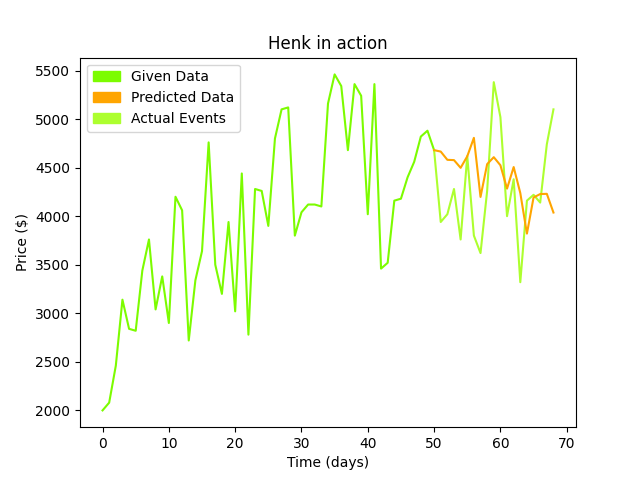 Henk in action
Given Data
Predicted Data
Actual Events
Price ($)
5500
5000
4500
4000
3500
3000
2500
2000
0 10 20 30 40 50 60 70
Time (days)